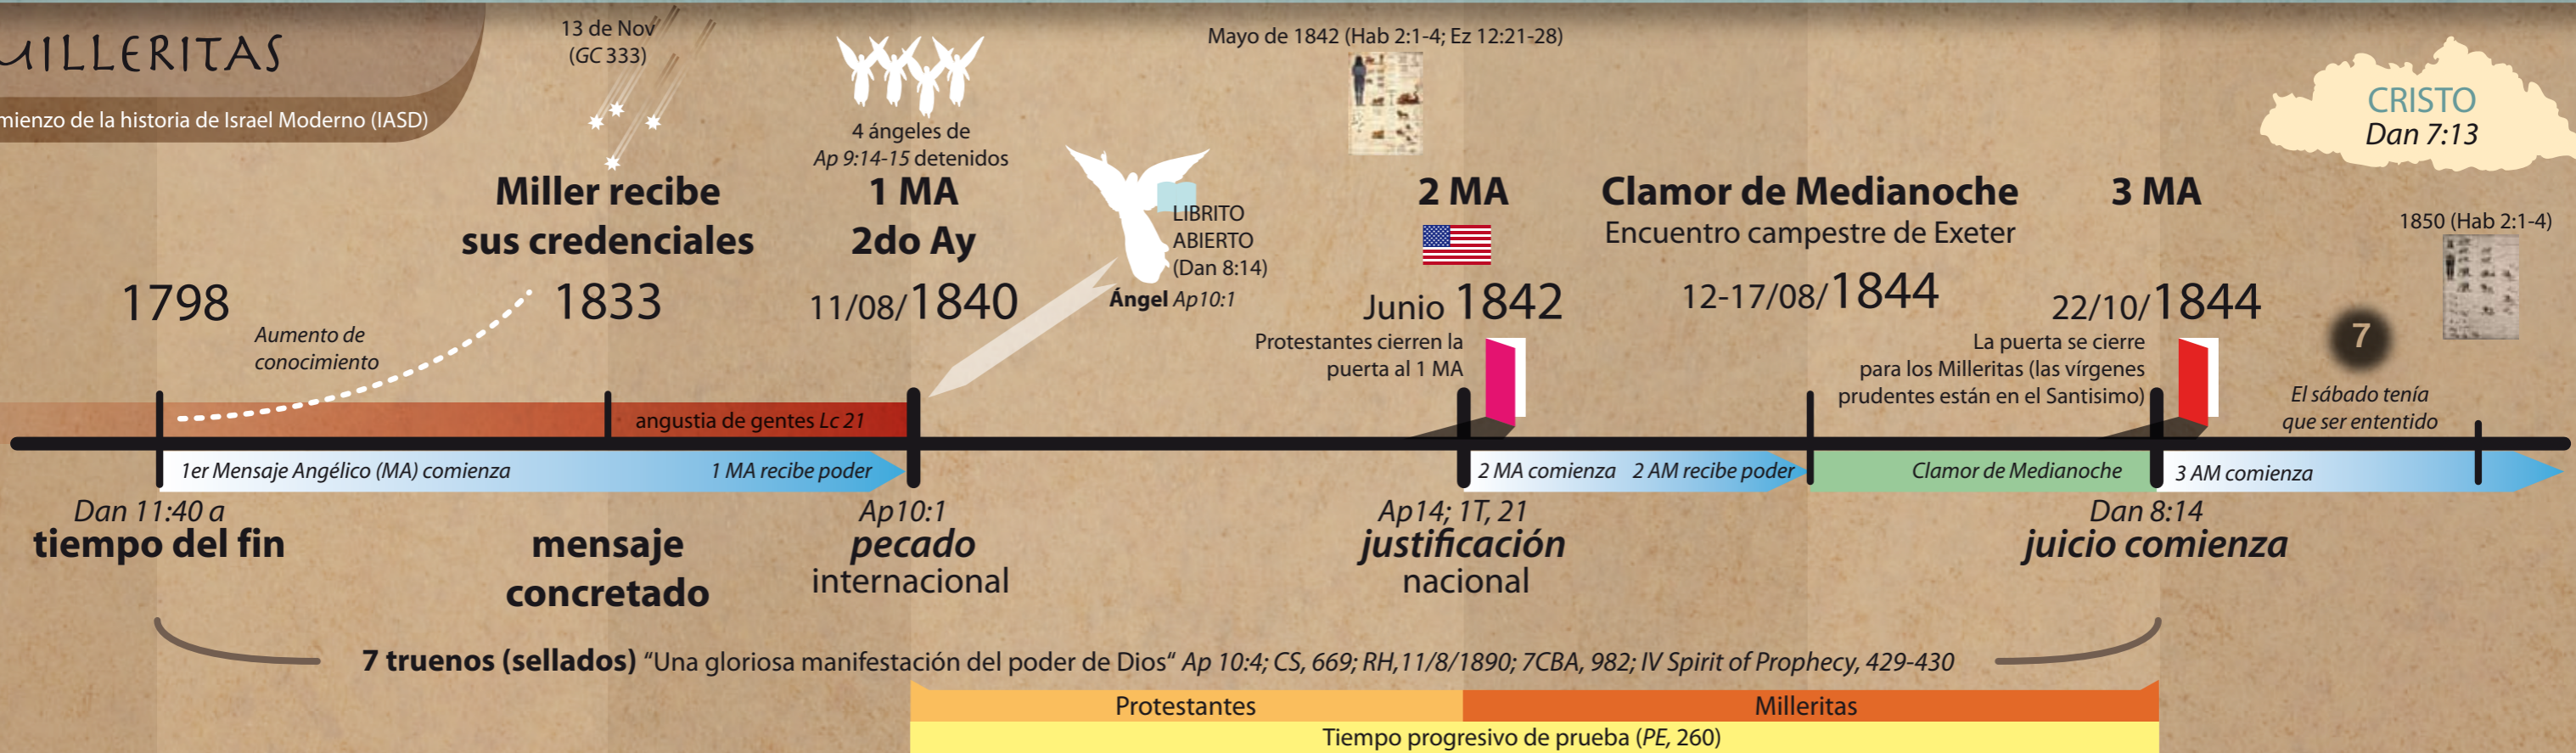 MILLERITAS
mienzo de la historia de Israel Moderno (IASD)
13 de Nov
(GC 333)
Miller recibe
sus credenciales
1833
1798
Aumento de
conocimiento
4 ángeles de
Ap 9:14-15 detenidos
1 MA
2do Ay
11/08/1840
LIBRITO
ABIERTO
(Dan 8:14)
Ángel Ap10:1
Mayo de 1842 (Hab 2:1-4; Ez 12:21-28)
2 MA
Junio 1842
Protestantes cierren la
puerta al 1 MA
Clamor de Medianoche
Encuentro campestre de Exeter
12-17/08/1844
3 MA
22/10/1844
La puerta se cierre
para los Milleritas (las vírgenes
prudentes están en el Santisimo)
CRISTO
Dan 7:13
1850 (Hab 2:1-4)
7
El sábado tenía
que ser ententido
angustia de gentes Lc 21
1er Mensaje Angélico (MA) comienza
1 MA recibe poder
2 MA comienza
2 AM recibe poder
Clamor de Medianoche
3 AM comienza
Dan 11:40 a
tiempo del fin
mensaje
concretado
Ap10:1
pecado
internacional
Ap14; 1T, 21
justificación
nacional
Dan 8:14
juicio comienza
7 truenos (sellados) “Una gloriosa manifestación del poder de Dios“ Ap 10:4; CS, 669; RH,11/8/1890; 7CBA, 982; IV Spirit of Prophecy, 429-430
Protestantes
Milleritas
Tiempo progresivo de prueba (PE, 260)